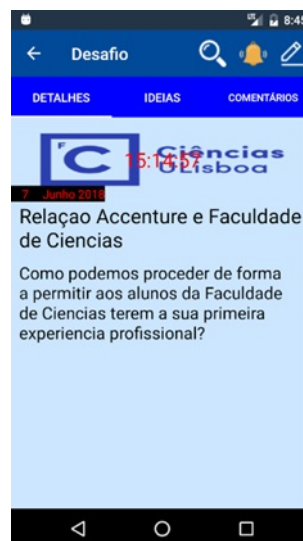 8:45
Desafio
DETALHES IDEIAS COMENTÁRIOS
FC Ciências
ULisboa
15:14:57
7 Junho 2018
Relaçao Accenture e Faculdade
de Ciencias
Como podemos proceder de forma
a permitir aos alunos da Faculdade
de Ciencias terem a sua primeira
experiencia profissional?